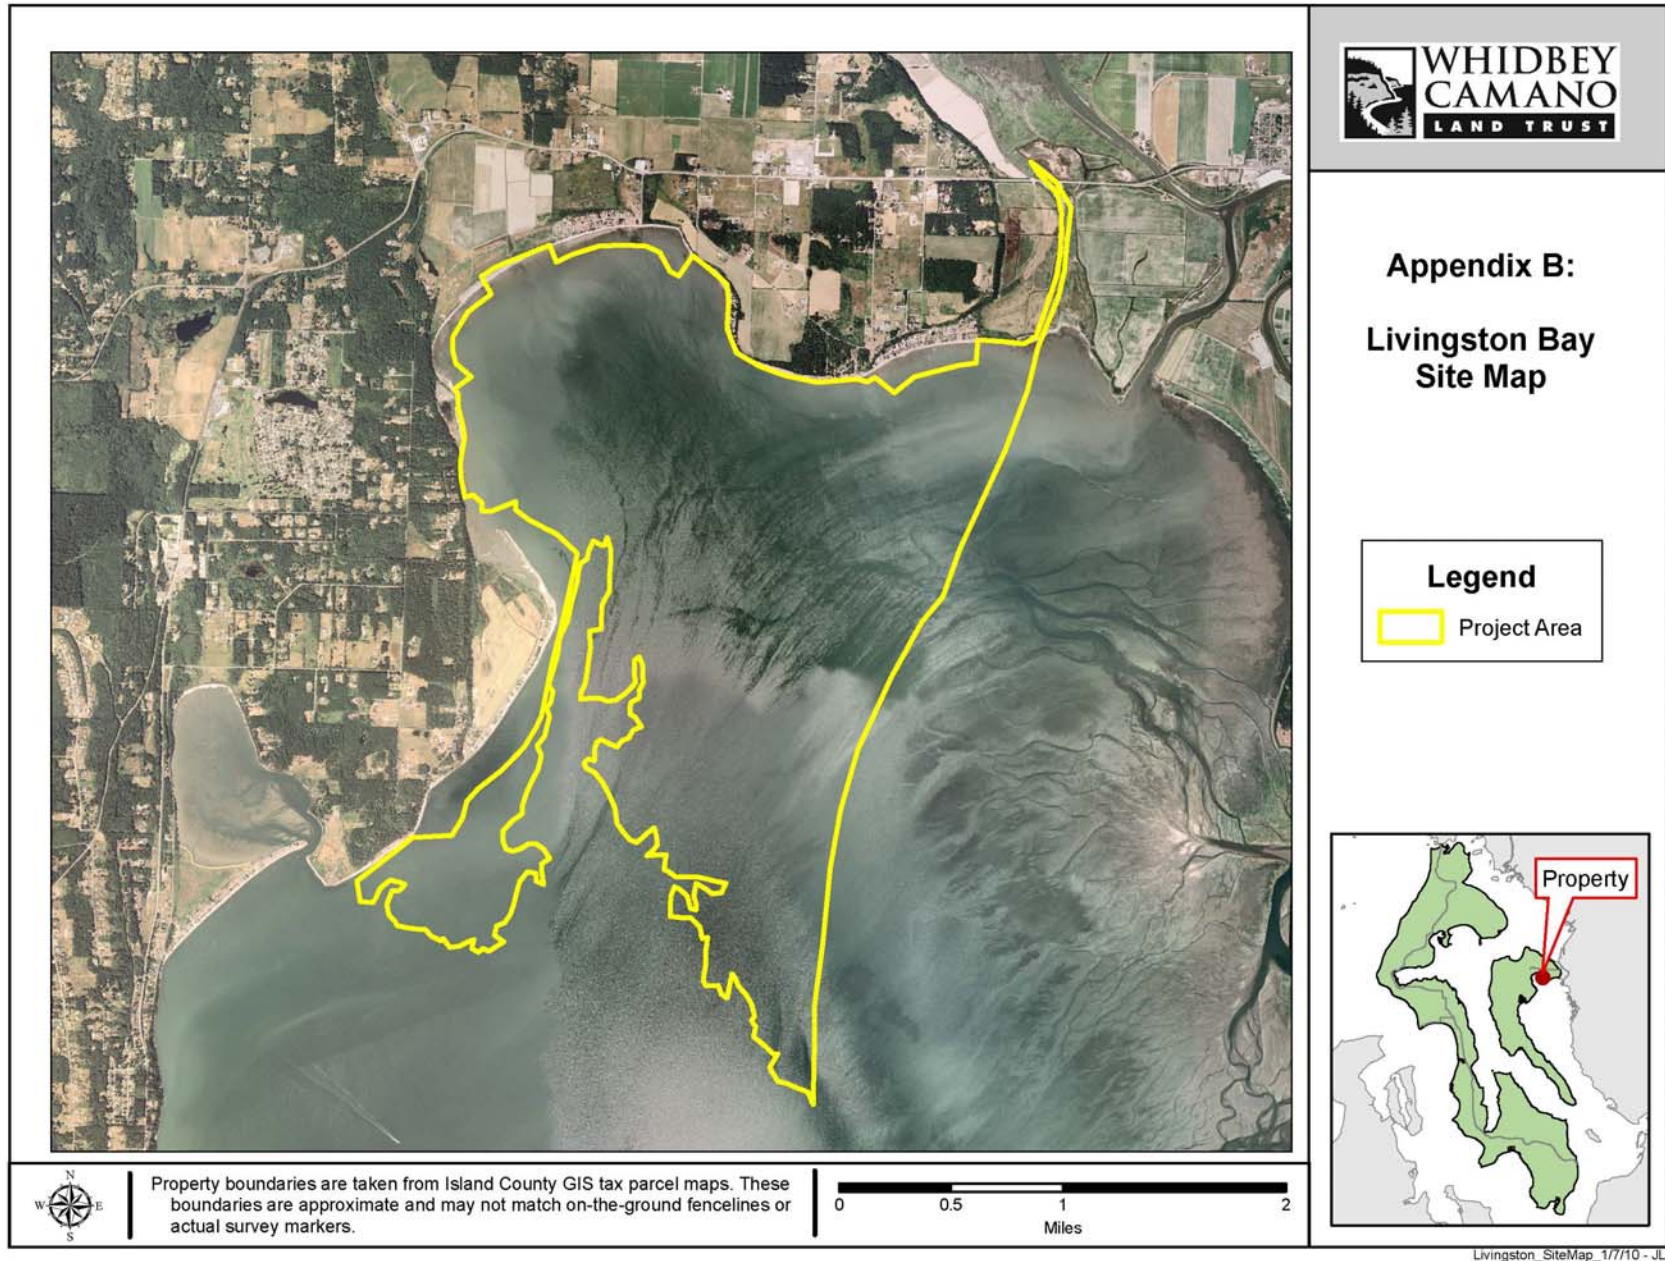 WHIDBEY
CAMANO
LAND TRUST
Appendix B:
Livingston Bay
Site Map
Legend
Project Area
Property
N
W E
S
Property boundaries are taken from Island County GIS tax parcel maps. These
boundaries are approximate and may not match on-the-ground fencelines or
actual survey markers.
0 0.5 1 2
Miles
Livingston_SiteMap_1/7/10 - JL